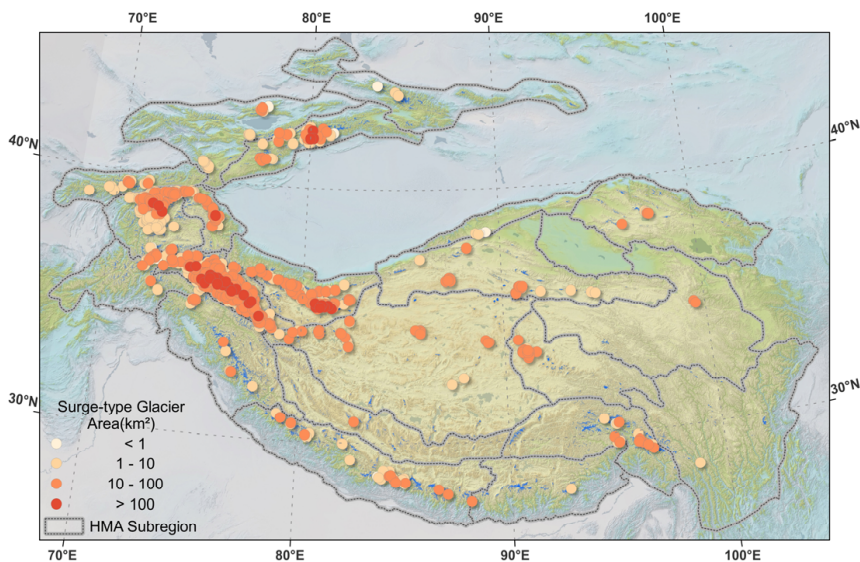 70°E 80°E 90°E 100°E
40°N 40°N
30°N 30°N
Surge-type Glacier
Area(km²)
< 1
1 - 10
10 - 100
> 100
HMA Subregion
70°E 80°E 90°E 100°E